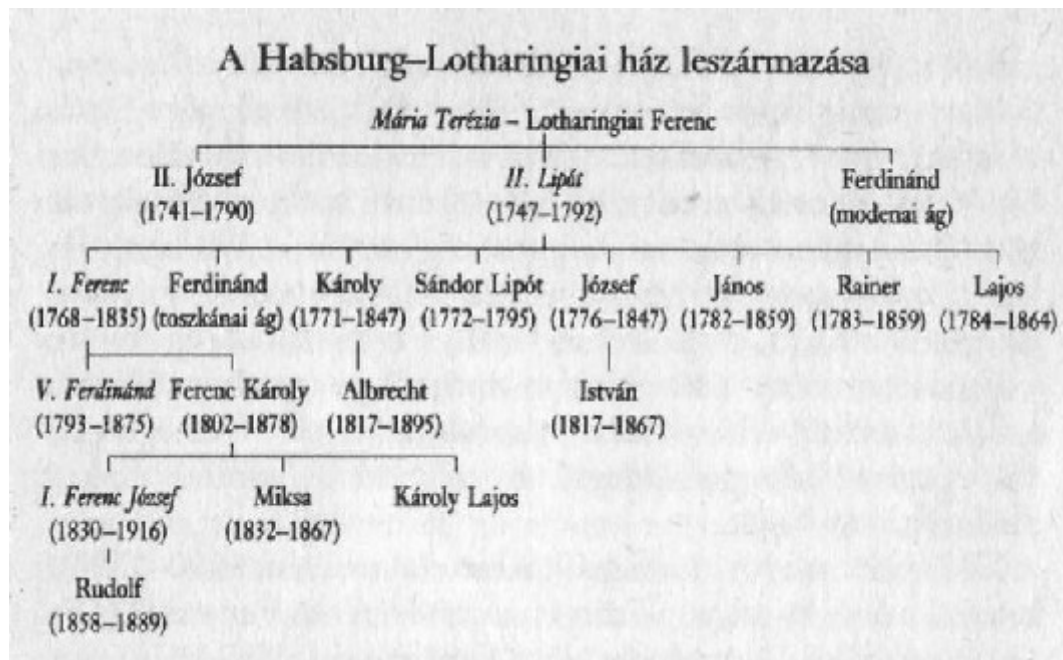 A Habsburg–Lotharingiai ház leszármazása
Mária Terézia – Lotharingiai Ferenc
II. József II. Lipót Ferdinánd
(1741–1790) (1747–1792) (modenai ág)
I. Ferenc Ferdinánd Károly Sándor Lipót József János Rainer Lajos
(1768–1835) (toszkánai ág) (1771–1847) (1772–1795) (1776–1847) (1782–1859) (1783–1859) (1784–1864)
V. Ferdinánd Ferenc Károly Albrecht István
(1793–1875) (1802–1878) (1817–1895) (1817–1867)
I. Ferenc József Miksa Károly Lajos
(1830–1916) (1832–1867)
Rudolf
(1858–1889)